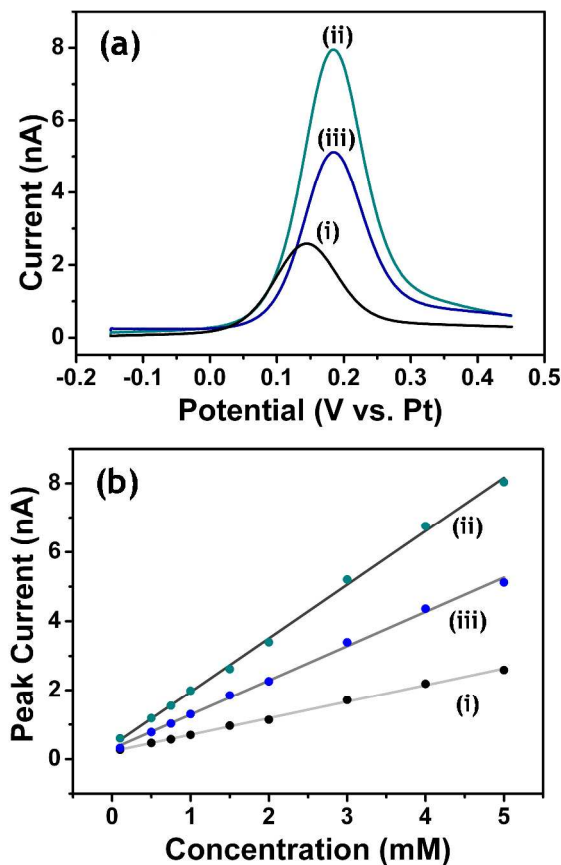 (a)
(ii)
(iii)
(i)
Current (nA)
8
6
4
2
0
-0.2 -0.1 0.0 0.1 0.2 0.3 0.4 0.5
Potential (V vs. Pt)
(b)
(ii)
(iii)
(i)
Peak Current (nA)
8
6
4
2
0
0 1 2 3 4 5
Concentration (mM)